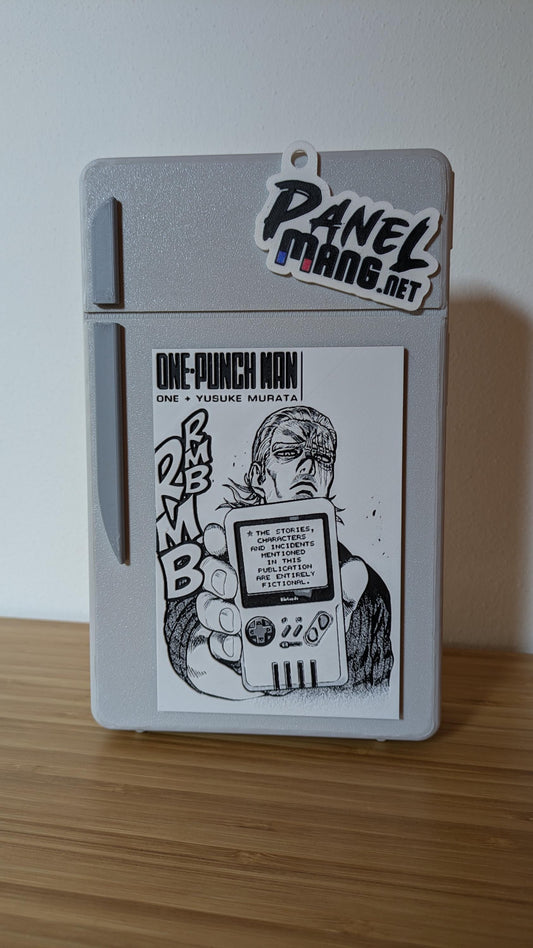 PANEL
MANG.NET
ONE-PUNCH MAN
ONE + YUSUKE MURATA
RMB
RMMB
* THE STORIES,
CHARACTERS
AND INCIDENTS
MENTIONED
IN THIS
PUBLICATION
ARE ENTIRELY
FICTIONAL.